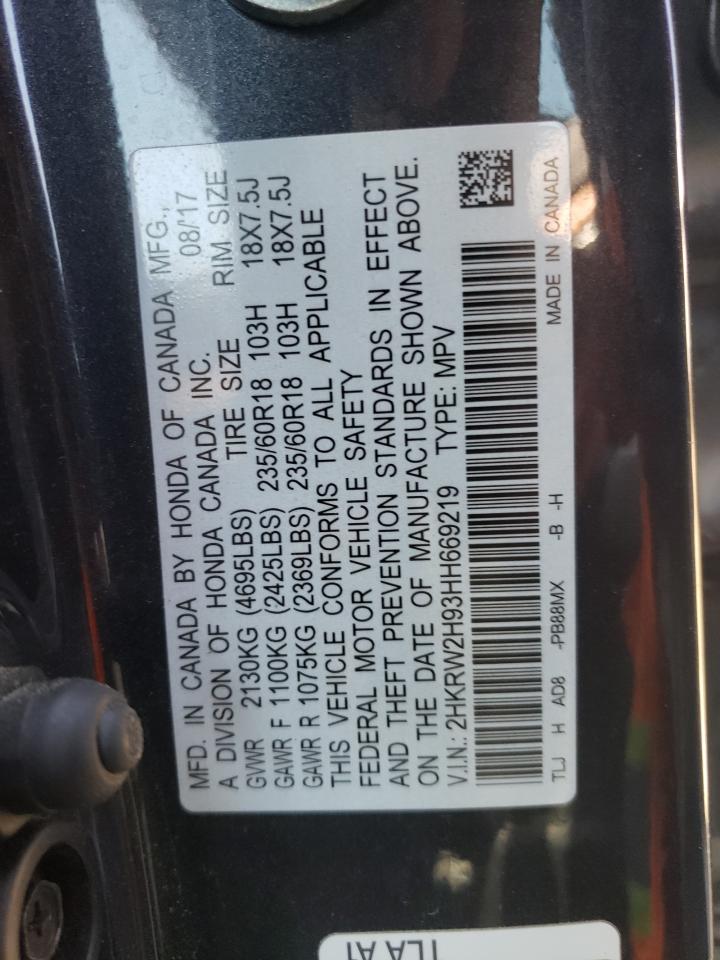 MFD. IN CANADA BY HONDA OF CANADA MFG.,
A DIVISION OF HONDA CANADA INC. 08/17
GVWR 2130KG (4695LBS) TIRE SIZE RIM SIZE
GAWR F 1100KG (2425LBS) 235/60R18 103H 18X7.5J
GAWR R 1075KG (2369LBS) 235/60R18 103H 18X7.5J
THIS VEHICLE CONFORMS TO ALL APPLICABLE
FEDERAL MOTOR VEHICLE SAFETY
AND THEFT PREVENTION STANDARDS IN EFFECT
ON THE DATE OF MANUFACTURE SHOWN ABOVE.
V.I.N.: 2HKRW2H93HH669219 TYPE: MPV
TLJ H AD8 -PB88MX -B -H MADE IN CANADA